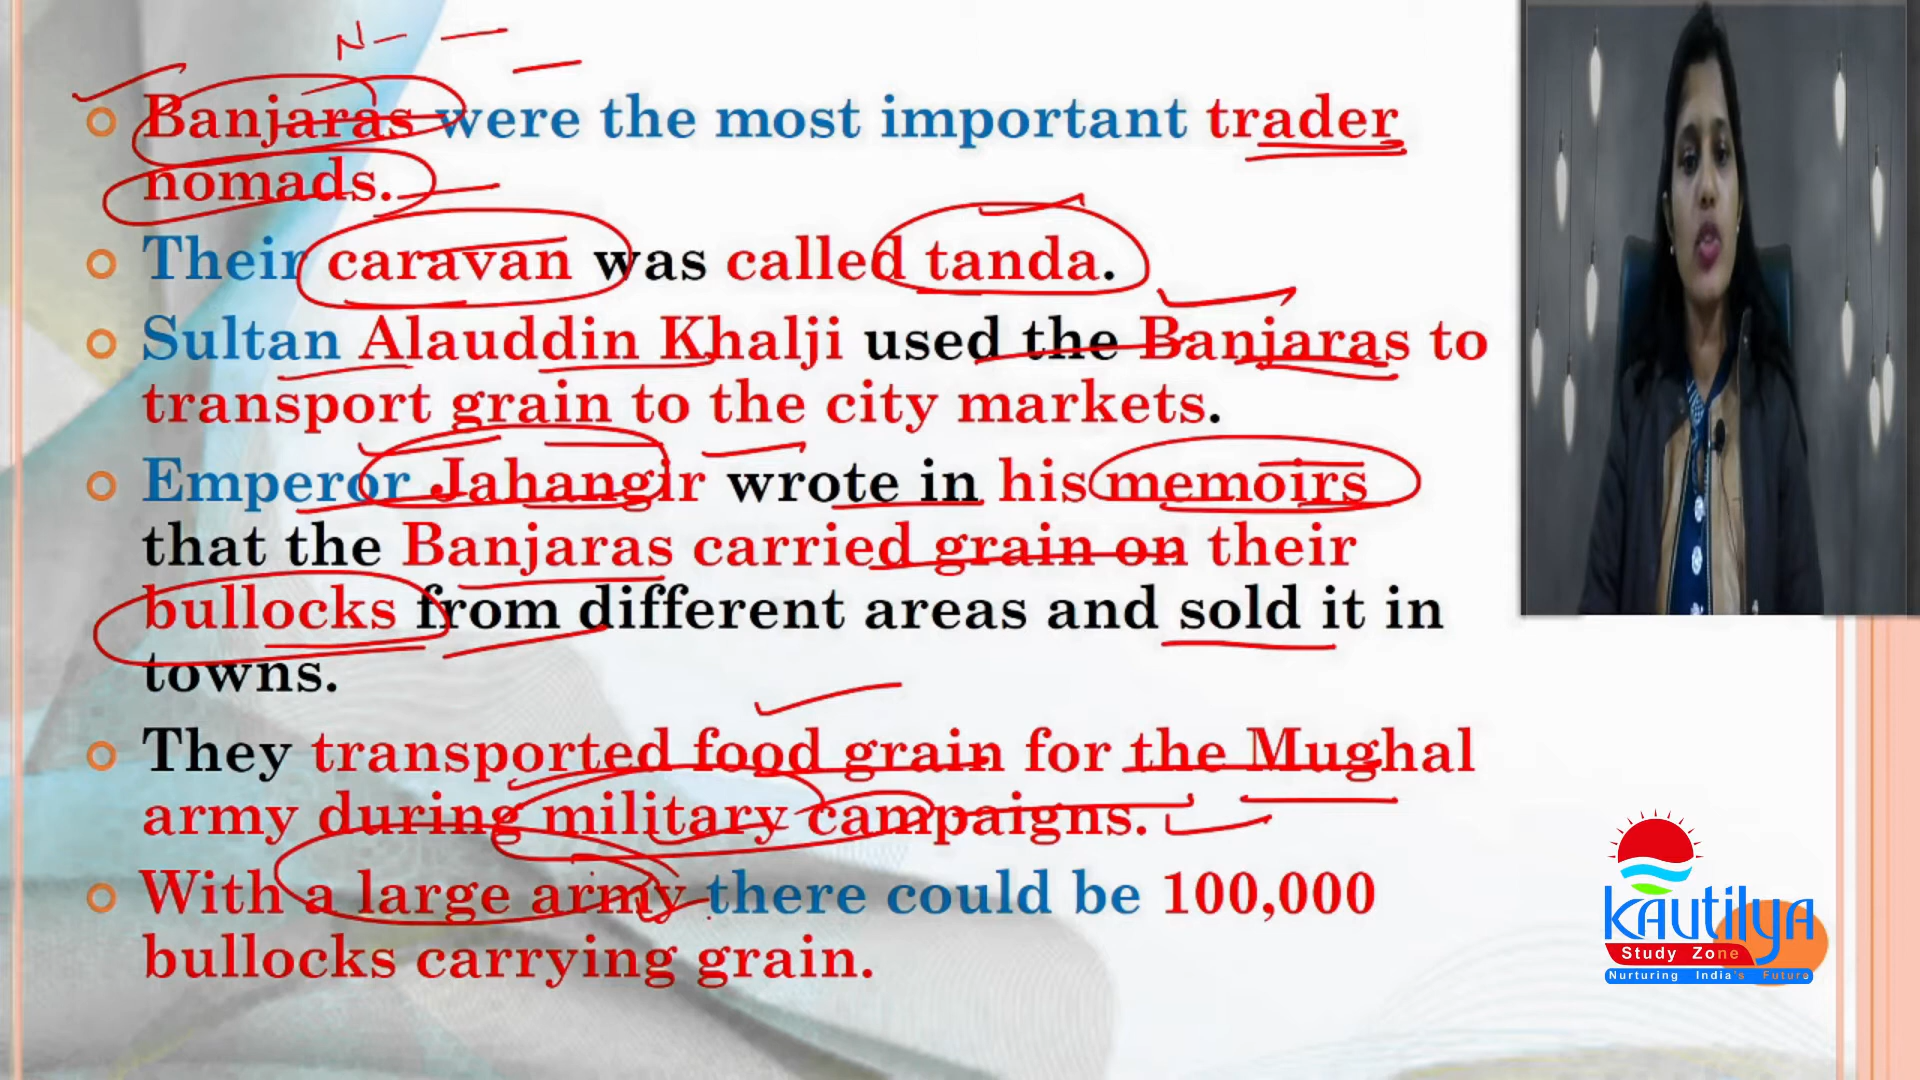 N
Banjaras were the most important trader
nomads.
Their caravan was called tanda.
Sultan Alauddin Khalji used the Banjaras to
transport grain to the city markets.
Emperor Jahangir wrote in his memoirs
that the Banjaras carried grain on their
bullocks from different areas and sold it in
towns.
They transported food grain for the Mughal
army during military campaigns.
With a large army there could be 100,000
bullocks carrying grain.
KAUTILYA
Study Zone
Nurturing India's Future